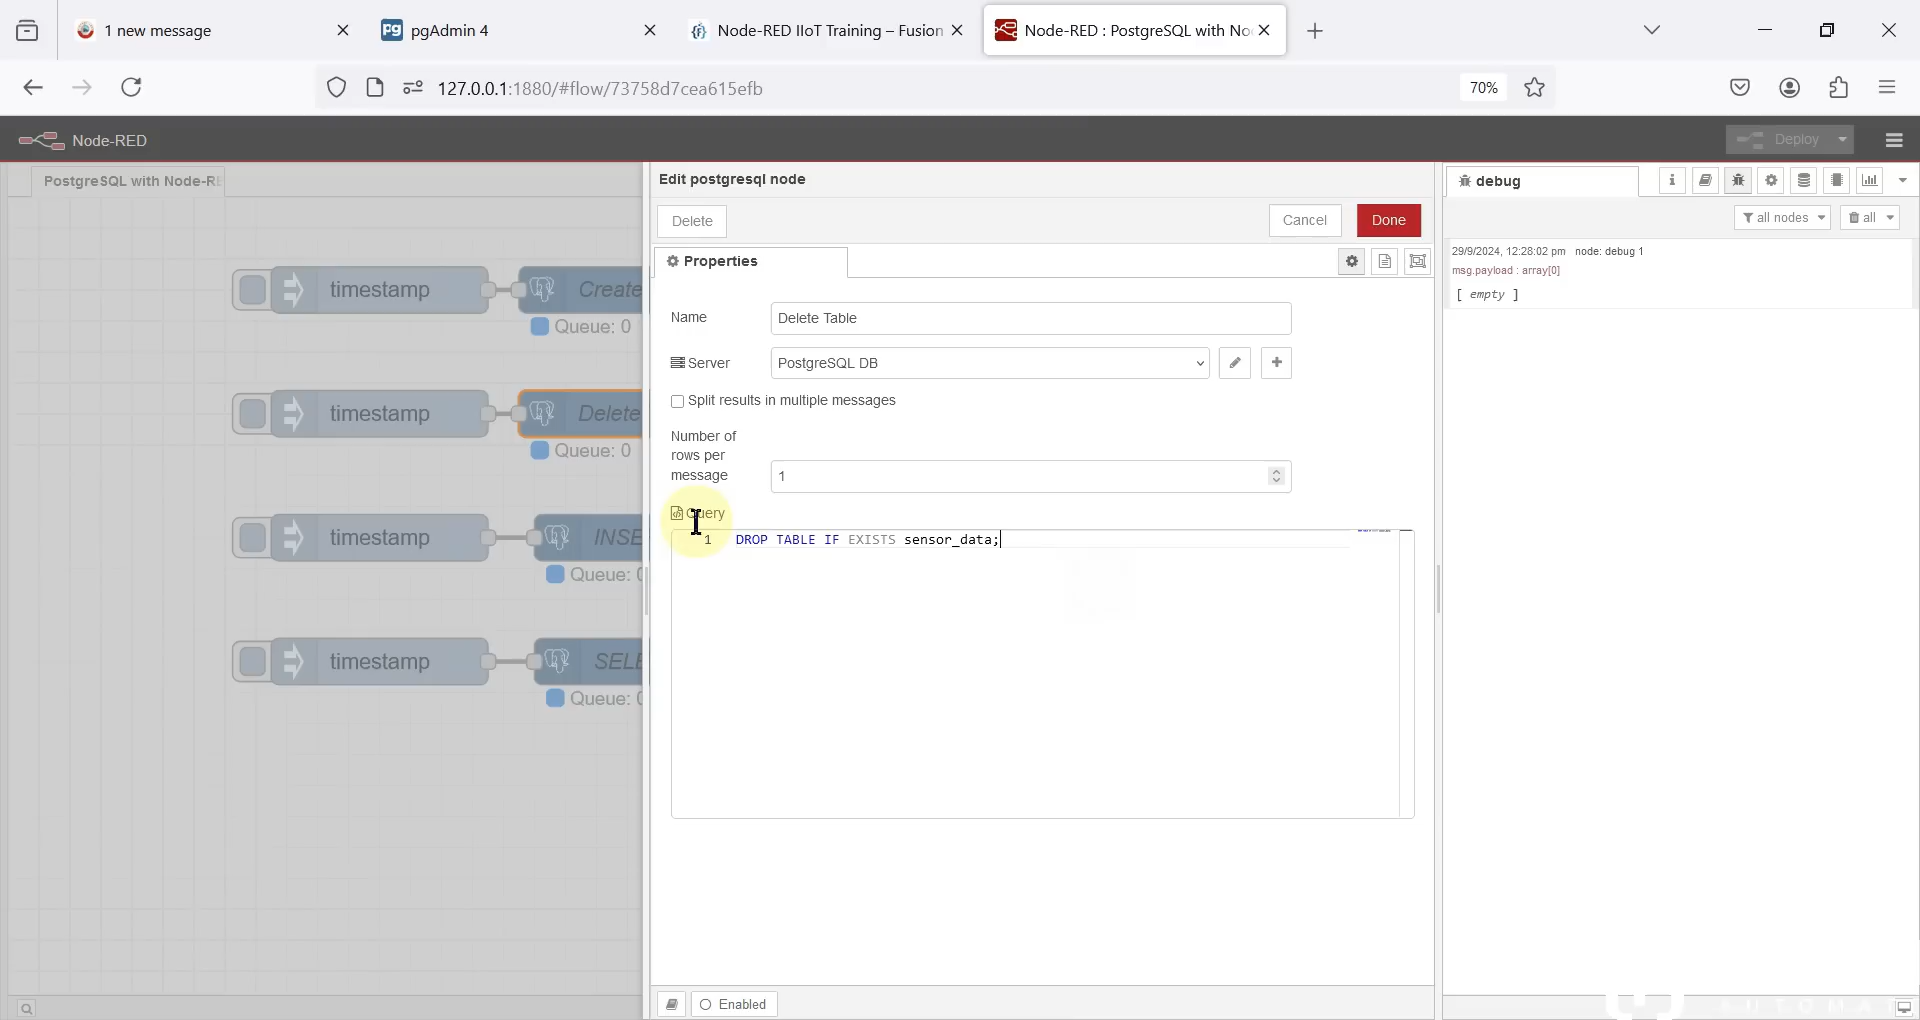 1 new message
pgAdmin 4
Node-RED IIoT Training – Fusion
Node-RED : PostgreSQL with No
127.0.0.1:1880/#flow/73758d7cea615efb
70%
Node-RED
Deploy
PostgreSQL with Node-RE
timestamp
Create
Queue: 0
timestamp
Delete
Queue: 0
timestamp
INSE
Queue: 0
timestamp
SELE
Queue: 0
Edit postgresql node
Delete
Cancel
Done
Properties
Name
Delete Table
Server
PostgreSQL DB
Split results in multiple messages
Number of
rows per
message
1
Query
1 DROP TABLE IF EXISTS sensor_data;
Enabled
debug
all nodes
all
29/9/2024, 12:28:02 pm node: debug 1
msg.payload : array[0]
[ empty ]